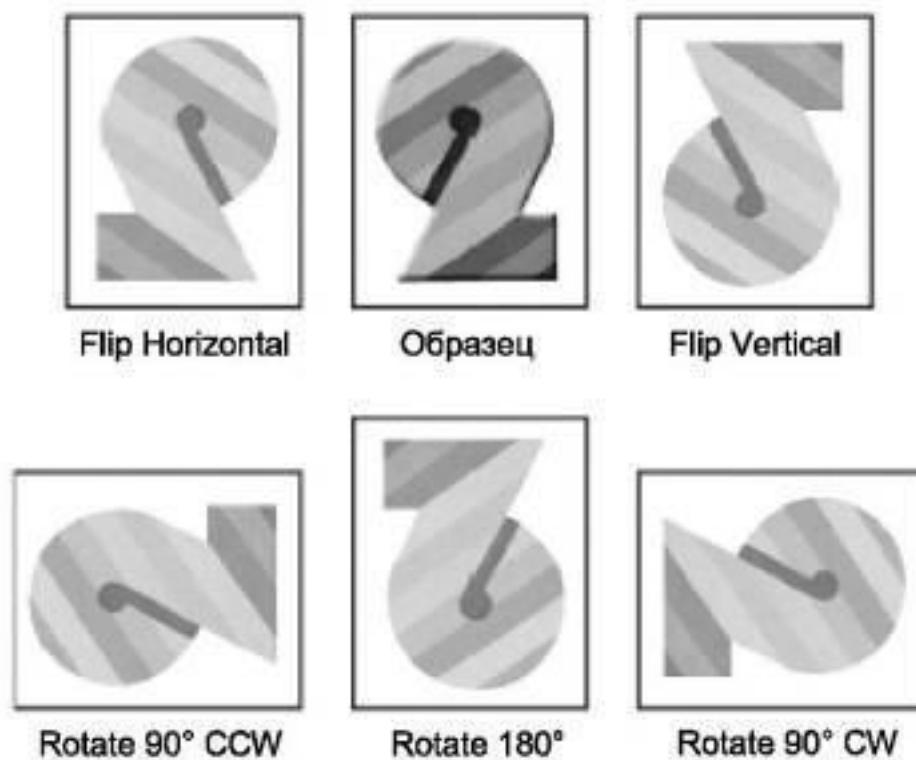 Flip Horizontal
Образец
Flip Vertical
Rotate 90° CCW
Rotate 180°
Rotate 90° CW